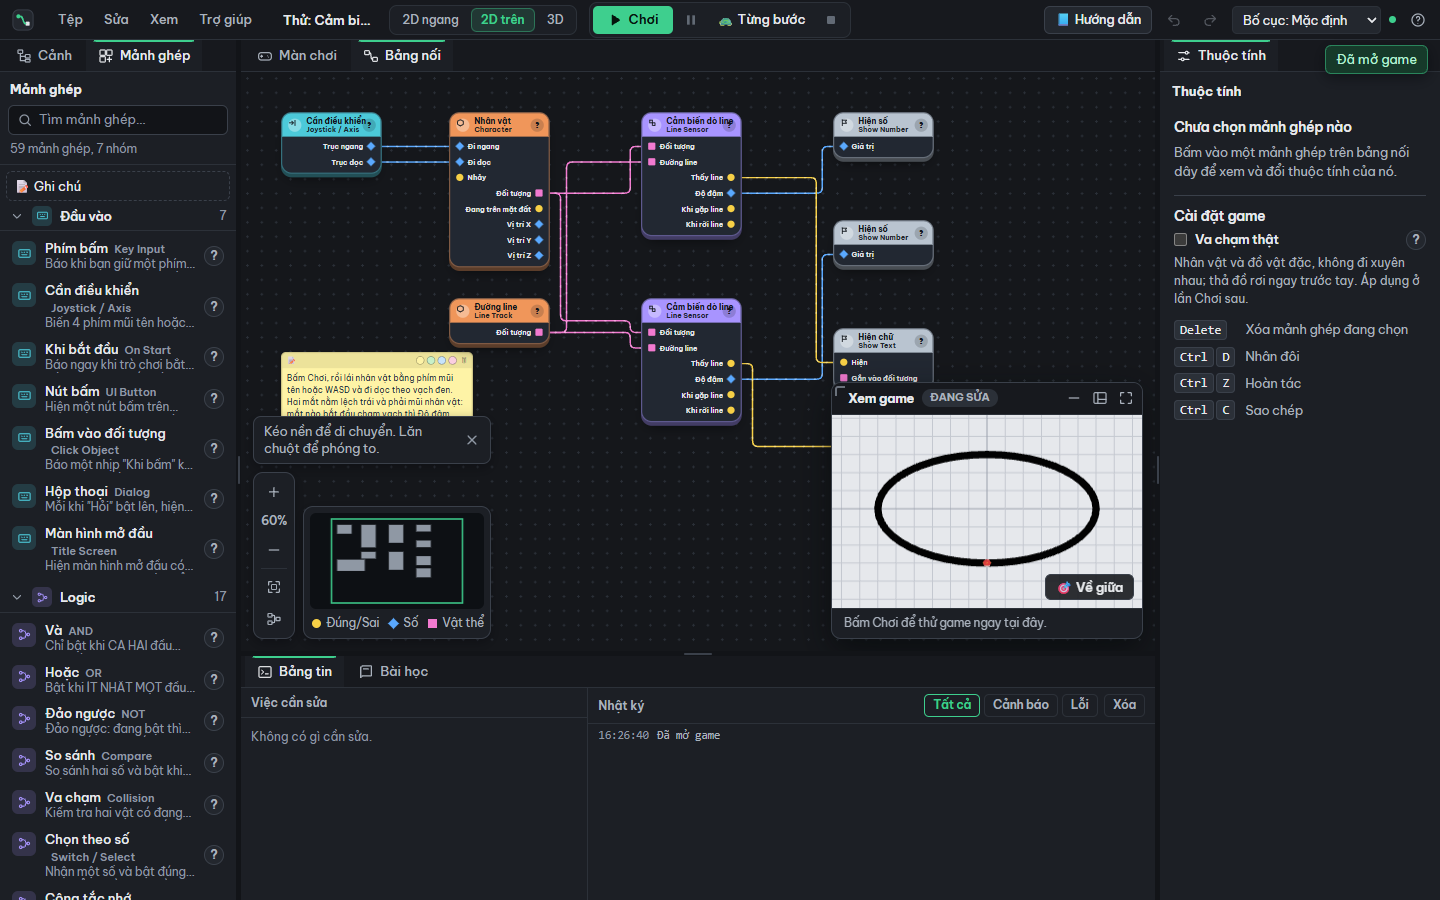 Tệp
Sửa
Xem
Trợ giúp
Thử: Cảm bi...
2D ngang
2D trên
3D
Chơi
Từng bước
Hướng dẫn
Bố cục: Mặc định
Cảnh
Mảnh ghép
Mảnh ghép
Tìm mảnh ghép...
59 mảnh ghép, 7 nhóm
Ghi chú
Đầu vào
7
Phím bấm Key Input
Báo khi bạn giữ một phím...
Cần điều khiển
Joystick / Axis
Biến 4 phím mũi tên hoặc...
Khi bắt đầu On Start
Báo ngay khi trò chơi bắt...
Nút bấm UI Button
Hiện một nút bấm trên...
Bấm vào đối tượng
Click Object
Báo một nhịp "Khi bấm" k...
Hộp thoại Dialog
Mỗi khi "Hỏi" bật lên, hiện...
Màn hình mở đầu
Title Screen
Hiện màn hình mở đầu có...
Logic
17
Và AND
Chỉ bật khi CẢ HAI đầu...
Hoặc OR
Bật khi ÍT NHẤT MỘT đầu...
Đảo ngược NOT
Đảo ngược: đang bật thì...
So sánh Compare
So sánh hai số và bật khi...
Va chạm Collision
Kiểm tra hai vật có đang...
Chọn theo số
Switch / Select
Nhận một số và bật đúng...
Công tắc nhớ
Màn chơi
Bảng nối
Cần điều khiển
Joystick / Axis
Trục ngang
Trục dọc
Nhân vật
Character
Đi ngang
Đi dọc
Nhảy
Đối tượng
Đang trên mặt đất
Vị trí X
Vị trí Y
Vị trí Z
Đường line
Line Track
Đối tượng
Cảm biến dò line
Line Sensor
Đối tượng
Đường line
Thấy line
Độ đậm
Khi gặp line
Khi rời line
Cảm biến dò line
Line Sensor
Đối tượng
Đường line
Thấy line
Độ đậm
Khi gặp line
Khi rời line
Hiện số
Show Number
Giá trị
Hiện số
Show Number
Giá trị
Hiện chữ
Show Text
Hiện
Gắn vào đối tượng
Bấm Chơi, rồi lái nhân vật bằng phím mũi
tên hoặc WASD và đi dọc theo vạch đen.
Hai mắt nằm lệch trái và phải mũi nhân vật:
mắt nào bắt đầu chạm vạch thì Độ đậm
Kéo nền để di chuyển. Lăn
chuột để phóng to.
60%
Đúng/Sai
Số
Vật thể
Xem game
ĐANG SỬA
Về giữa
Bấm Chơi để thử game ngay tại đây.
Bảng tin
Bài học
Việc cần sửa
Không có gì cần sửa.
Nhật ký
Tất cả
Cảnh báo
Lỗi
Xóa
16:26:40 Đã mở game
Thuộc tính
Đã mở game
Thuộc tính
Chưa chọn mảnh ghép nào
Bấm vào một mảnh ghép trên bảng nối
dây để xem và đổi thuộc tính của nó.
Cài đặt game
Va chạm thật
Nhân vật và đồ vật đặc, không đi xuyên
nhau; thả đồ rơi ngay trước tay. Áp dụng ở
lần Chơi sau.
Delete Xóa mảnh ghép đang chọn
Ctrl D Nhân đôi
Ctrl Z Hoàn tác
Ctrl C Sao chép